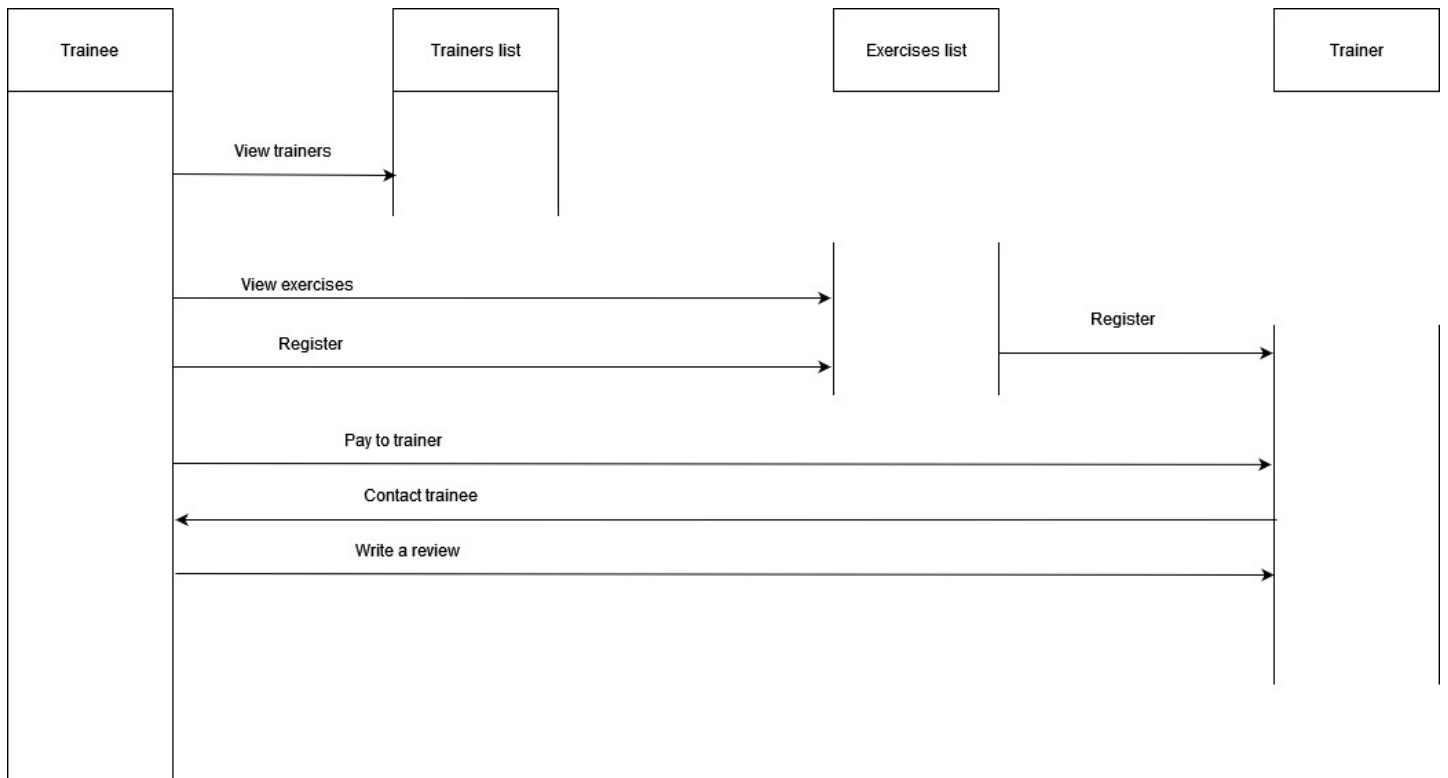 Trainee
Trainers list
Exercises list
Trainer
View trainers
View exercises
Register
Register
Pay to trainer
Contact trainee
Write a review